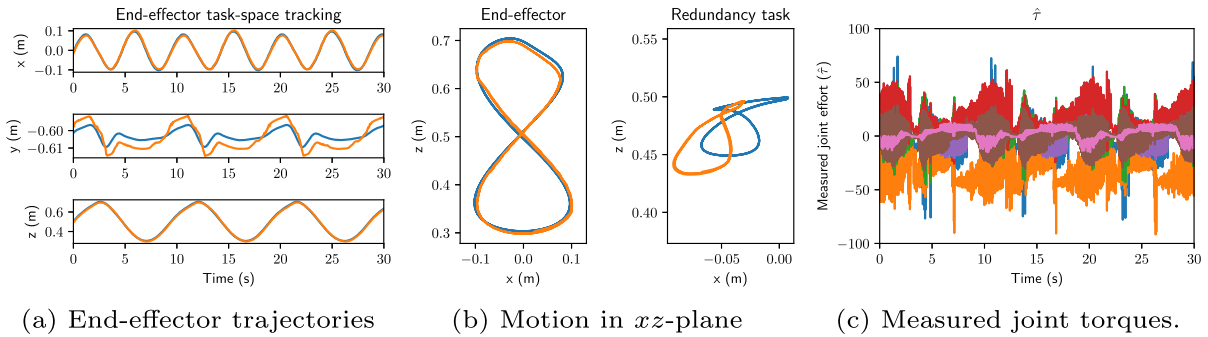 End-effector task-space tracking
x (m)
0.1
0.0
−0.1
0 5 10 15 20 25 30
y (m)
−0.60
−0.61
0 5 10 15 20 25 30
z (m)
0.6
0.4
0 5 10 15 20 25 30
Time (s)
(a) End-effector trajectories
End-effector
z (m)
0.7
0.6
0.5
0.4
0.3
−0.1 0.0 0.1
x (m)
Redundancy task
z (m)
0.55
0.50
0.45
0.40
−0.05 0.00
x (m)
(b) Motion in xz-plane
τ̂
Measured joint effort (τ̂)
100
50
0
−50
−100
0 5 10 15 20 25 30
Time (s)
(c) Measured joint torques.